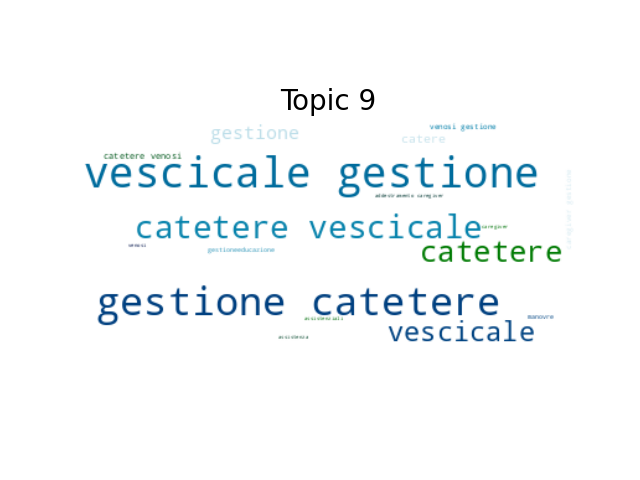 Topic 9
venosi gestione
gestione
catere
catetere venosi
vescicale gestione
addestramento caregiver
catetere vescicale
caregiver
venosi
gestioneeducazione
catetere
caregiver gestione
gestione catetere
manovre
assistenziali
vescicale
assistenza